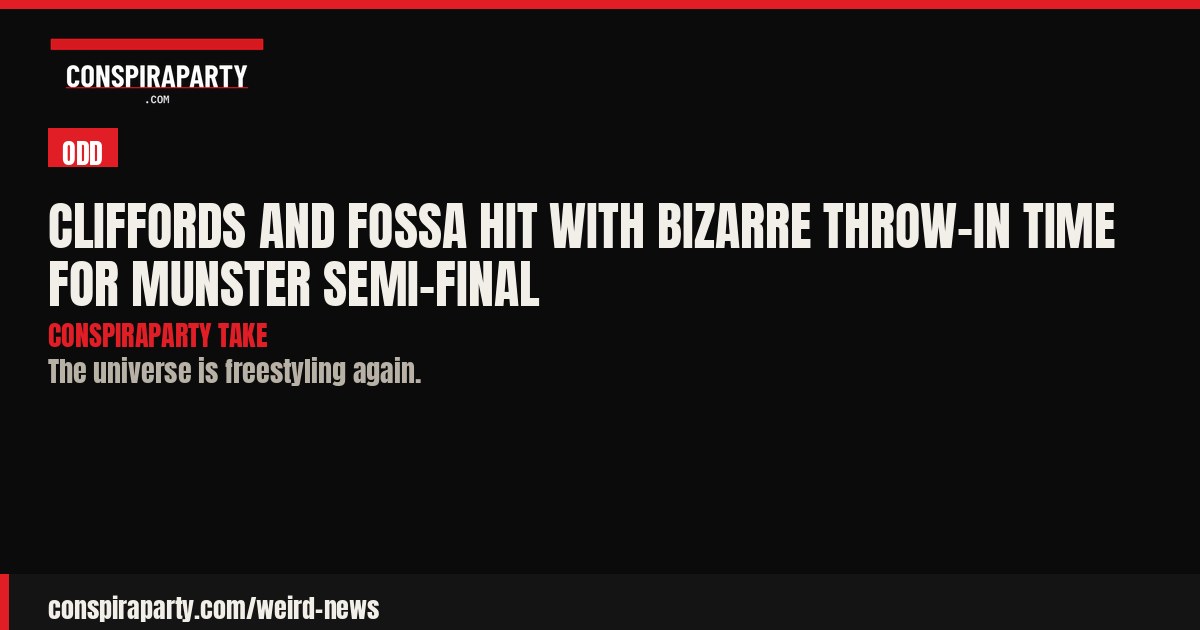 CONSPIRAPARTY
.COM
ODD
CLIFFORDS AND FOSSA HIT WITH BIZARRE THROW-IN TIME
FOR MUNSTER SEMI-FINAL
CONSPIRAPARTY TAKE
The universe is freestyling again.
conspiraparty.com/weird-news